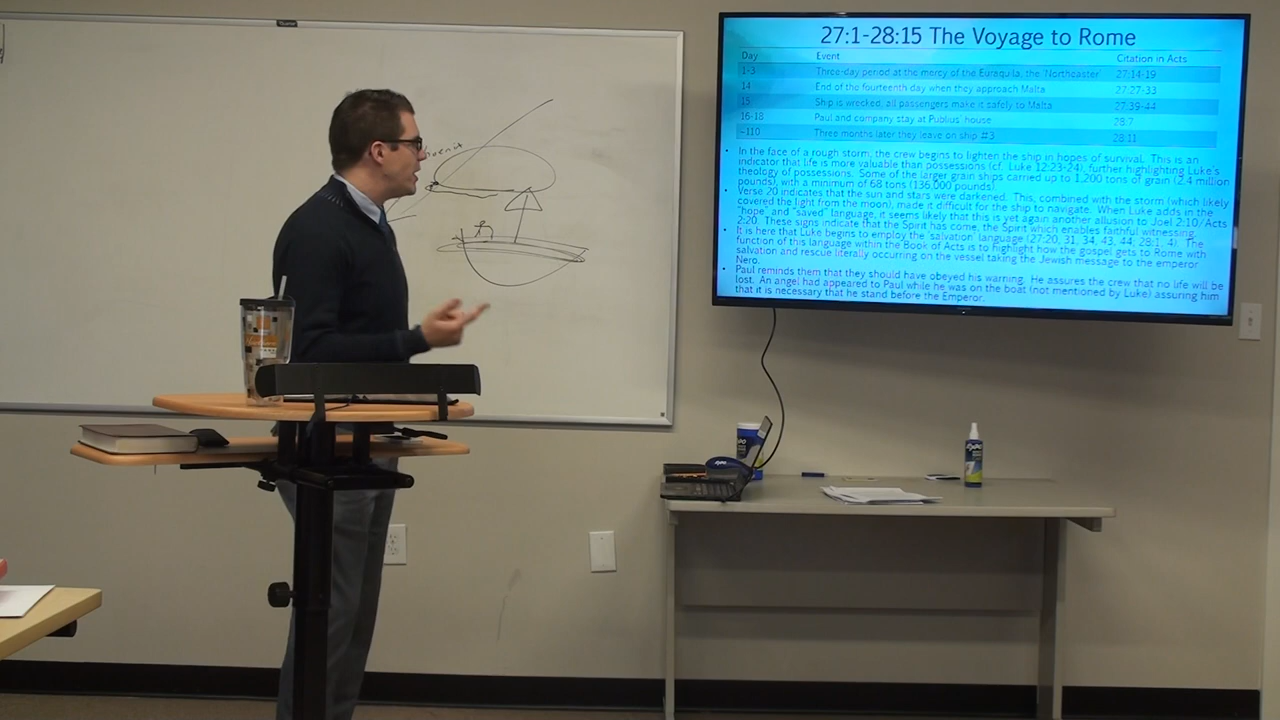 27:1-28:15 The Voyage to Rome
Day Event Citation in Acts
1-3 Three-day period at the mercy of the Euraquila, the 'Northeaster' 27:14-19
14 End of the fourteenth day when they approach Malta 27:27-33
15 Ship is wrecked, all passengers make it safely to Malta 27:39-44
16-18 Paul and company stay at Publius' house 28:7
~110 Three months later they leave on ship #3 28:11
• In the face of a rough storm, the crew begins to lighten the ship in hopes of survival. This is an
indicator that life is more valuable than possessions (cf. Luke 12:23-24), further highlighting Luke's
theology of possessions. Some of the larger grain ships carried up to 1,200 tons of grain (2.4 million
pounds), with a minimum of 68 tons (136,000 pounds).
• Verse 20 indicates that the sun and stars were darkened. This, combined with the storm (which likely
covered the light from the moon), made it difficult for the ship to navigate. When Luke adds in the
"hope" and "saved" language, it seems likely that this is yet again another allusion to Joel 2:10/Acts
2:20. These signs indicate that the Spirit has come, the Spirit which enables faithful witnessing.
• It is here that Luke begins to employ the 'salvation' language (27:20, 31, 34, 43, 44; 28:1, 4). The
function of this language within the Book of Acts is to highlight how the gospel gets to Rome with
salvation and rescue literally occurring on the vessel taking the Jewish message to the emperor
Nero.
• Paul reminds them that they should have obeyed his warning. He assures the crew that no life will be
lost. An angel had appeared to Paul while he was on the boat (not mentioned by Luke) assuring him
that it is necessary that he stand before the Emperor.